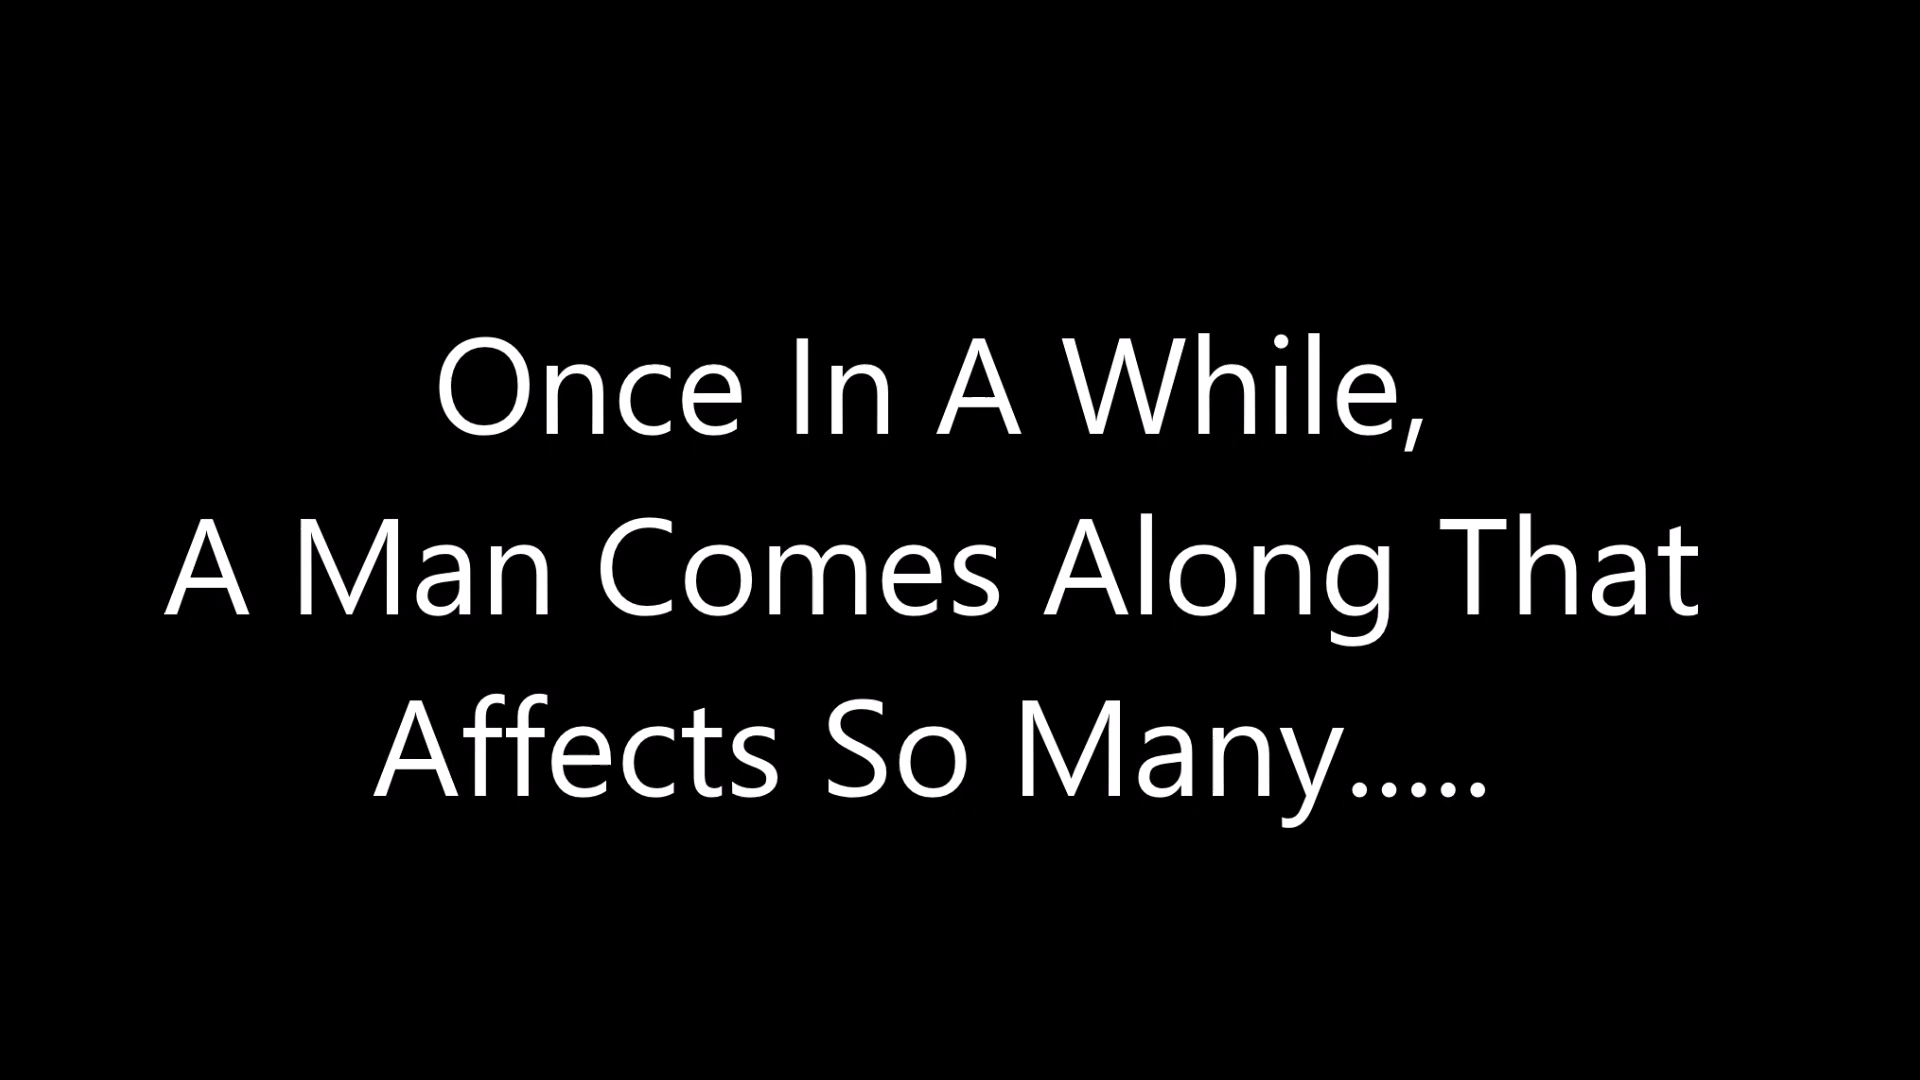 Once In A While,
A Man Comes Along That
Affects So Many.....